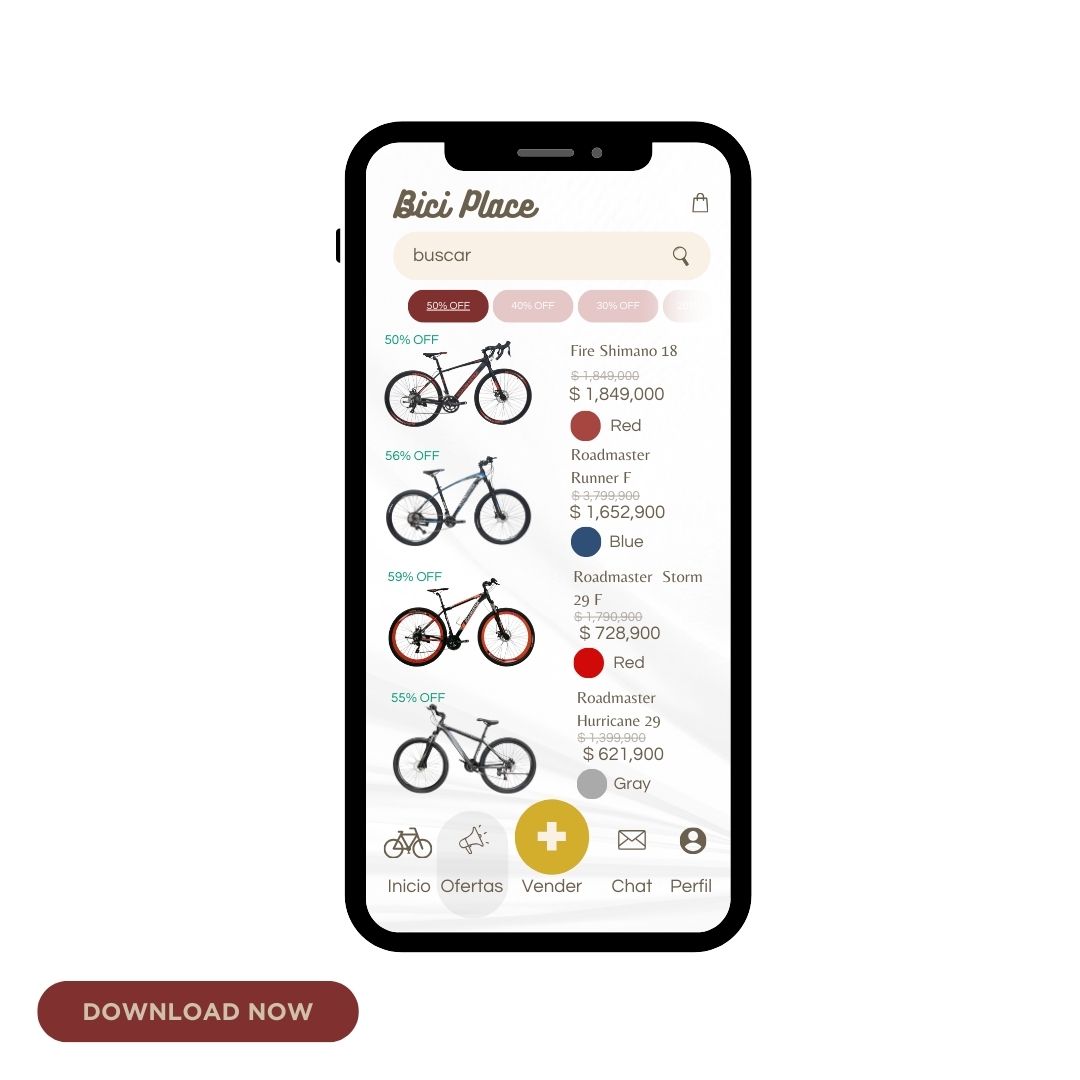 Bici Place
buscar
50% OFF 40% OFF 30% OFF
50% OFF
Fire Shimano 18
$ 1,849,000
$ 1,849,000
Red
56% OFF
Roadmaster
Runner F
$ 3,799,900
$ 1,652,900
Blue
59% OFF
Roadmaster Storm
29 F
$ 1,790,900
$ 728,900
Red
55% OFF
Roadmaster
Hurricane 29
$ 1,399,900
$ 621,900
Gray
Inicio Ofertas Vender Chat Perfil
DOWNLOAD NOW